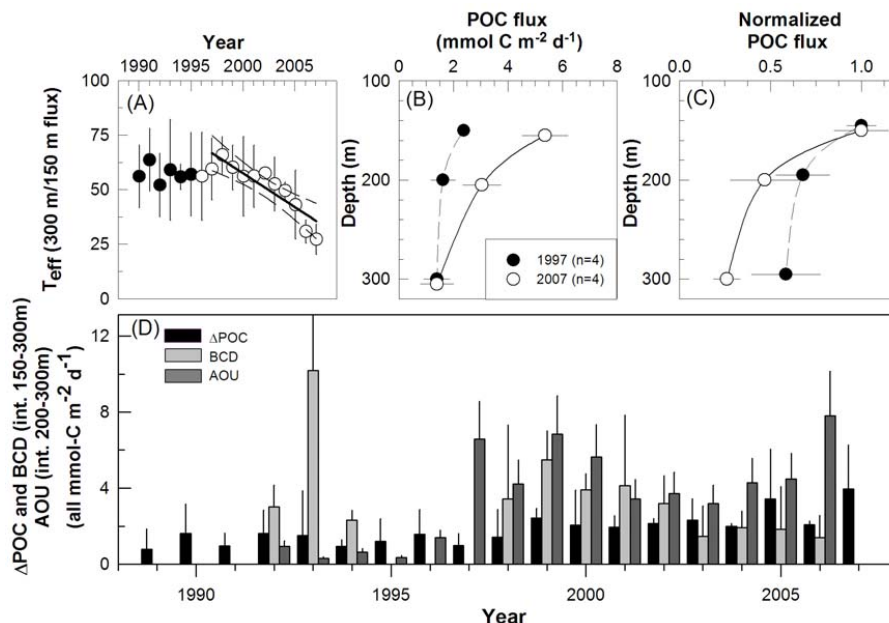 Year
1990 1995 2000 2005
(A)
100
75
50
25
0
T_eff (300 m/150 m flux)
POC flux
(mmol C m⁻² d⁻¹)
0 2 4 6 8
(B)
100
200
300
Depth (m)
1997 (n=4)
2007 (n=4)
Normalized
POC flux
0.0 0.5 1.0
(C)
100
200
300
Depth (m)
(D)
ΔPOC
BCD
AOU
12
8
4
0
ΔPOC and BCD (int. 150-300m)
AOU (int. 200-300m)
(all mmol-C m⁻² d⁻¹)
1990 1995 2000 2005
Year